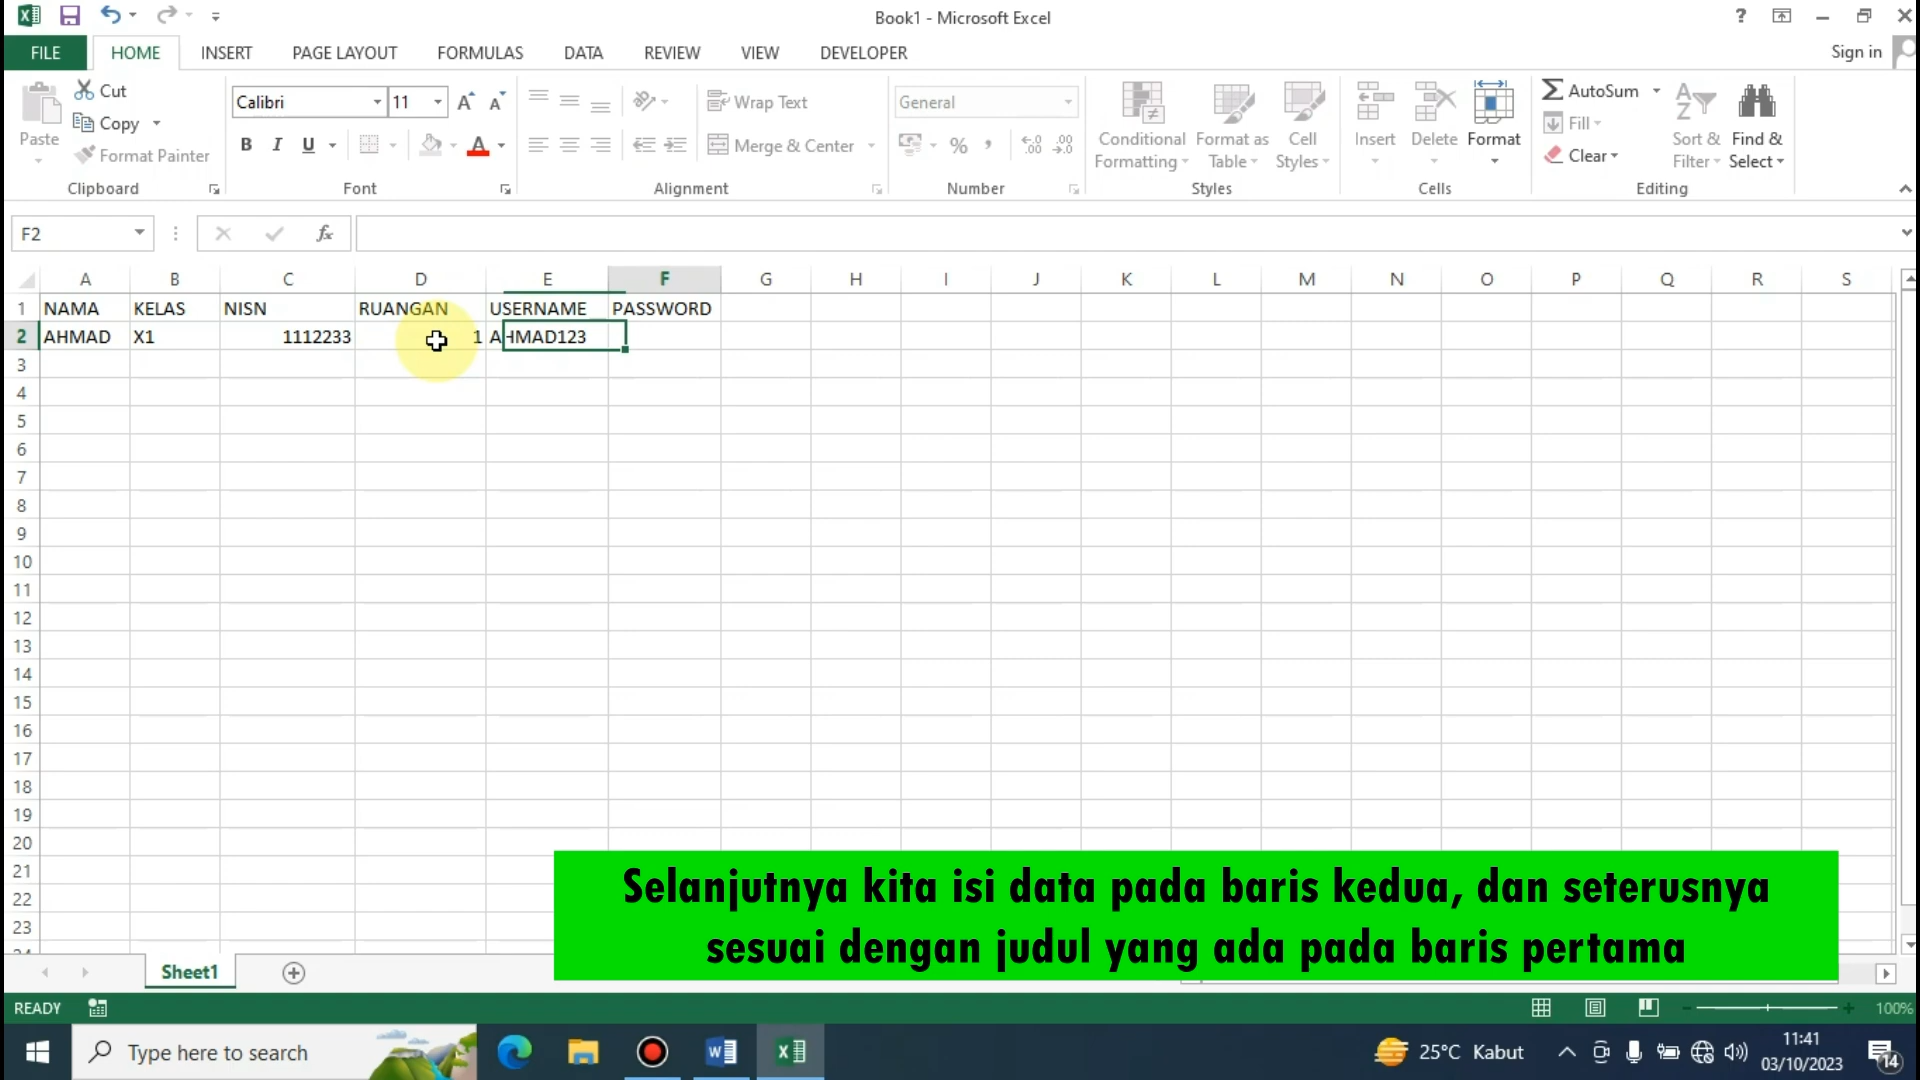 Book1 - Microsoft Excel
FILE HOME INSERT PAGE LAYOUT FORMULAS DATA REVIEW VIEW DEVELOPER Sign in
Paste Cut Copy Format Painter Clipboard
Calibri 11 A A B I U A Font
Wrap Text Merge & Center Alignment
General % , Number
Conditional Formatting Format as Table Cell Styles Styles
Insert Delete Format Cells
AutoSum Fill Clear Sort & Filter Find & Select Editing
F2 fx
A B C D E F G H I J K L M N O P Q R S
1 NAMA KELAS NISN RUANGAN USERNAME PASSWORD
2 AHMAD X1 1112233 1 AHMAD123
3
4
5
6
7
8
9
10
11
12
13
14
15
16
17
18
19
20
21
22
23
Selanjutnya kita isi data pada baris kedua, dan seterusnya
sesuai dengan judul yang ada pada baris pertama
Sheet1
READY 100%
Type here to search 25°C Kabut 11:41
03/10/2023 14